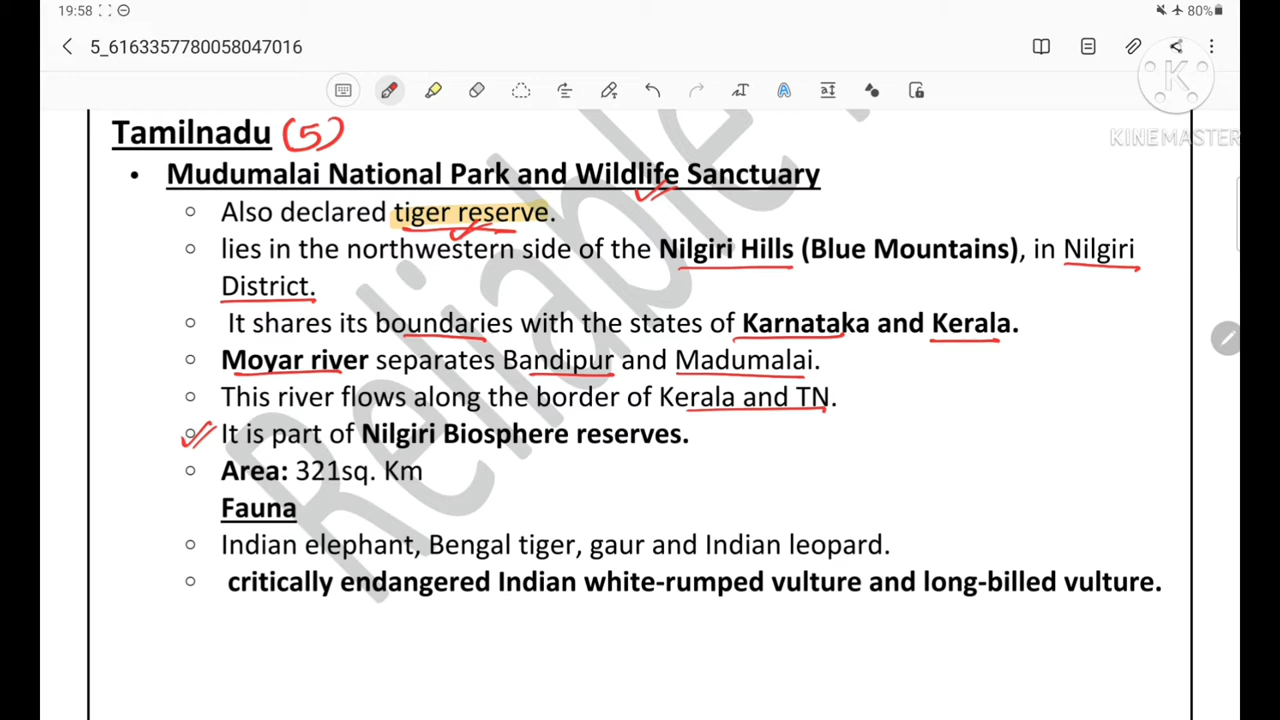 19:58
80%
5_6163357780058047016
K
KINEMASTER
Tamilnadu (5)
• Mudumalai National Park and Wildlife Sanctuary
○ Also declared tiger reserve.
○ lies in the northwestern side of the Nilgiri Hills (Blue Mountains), in Nilgiri
District.
○ It shares its boundaries with the states of Karnataka and Kerala.
○ Moyar river separates Bandipur and Madumalai.
○ This river flows along the border of Kerala and TN.
○ It is part of Nilgiri Biosphere reserves.
○ Area: 321sq. Km
Fauna
○ Indian elephant, Bengal tiger, gaur and Indian leopard.
○ critically endangered Indian white-rumped vulture and long-billed vulture.
Reliable